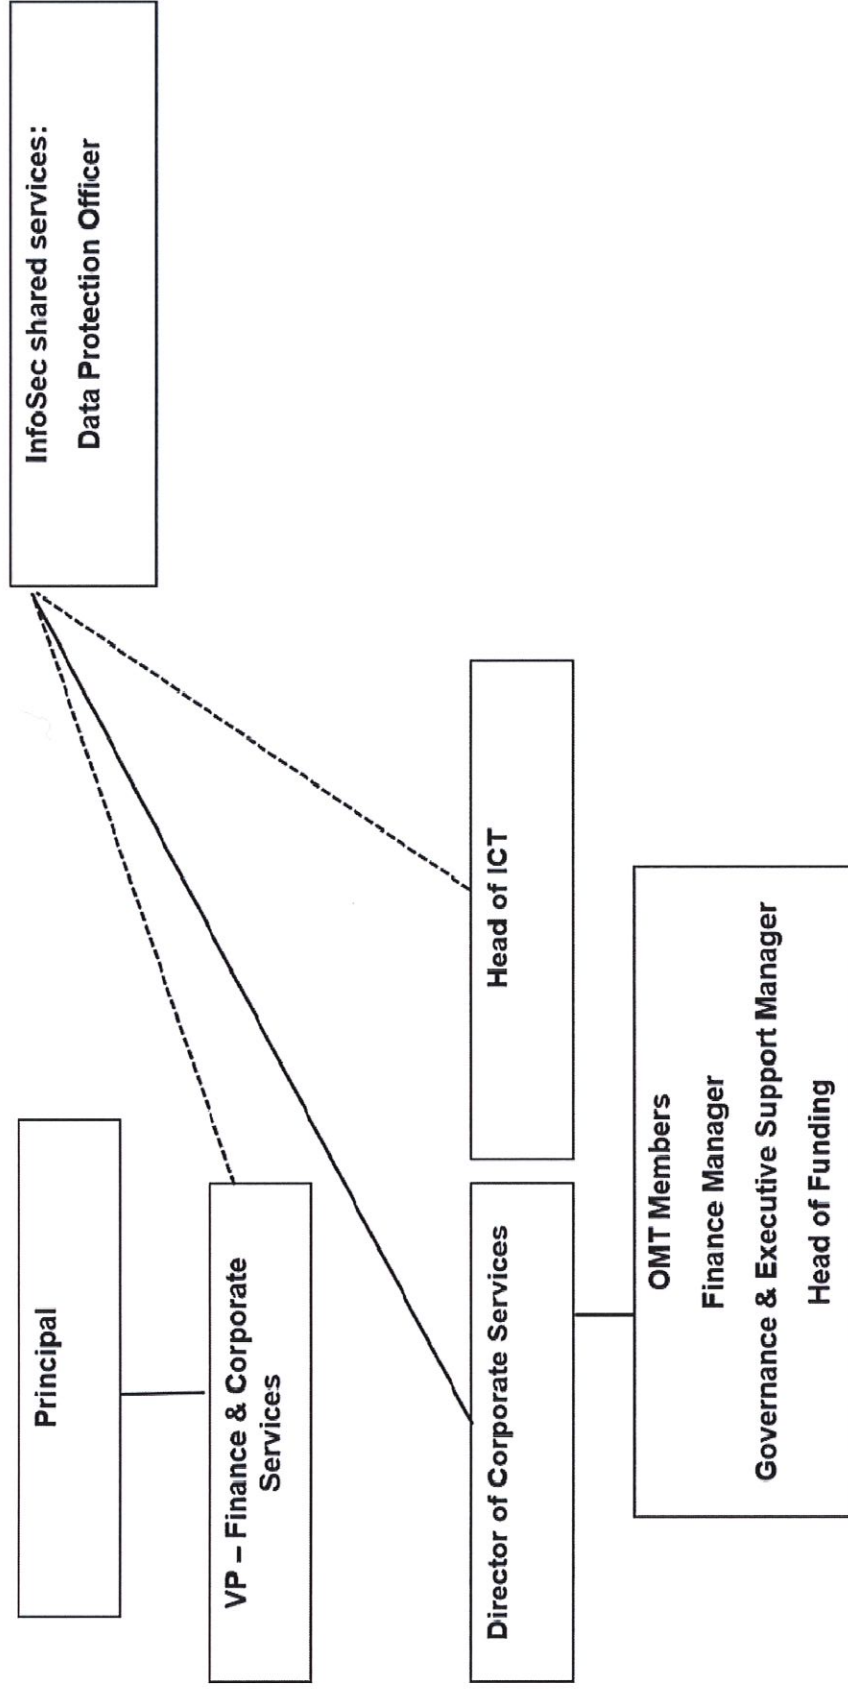 Principal
InfoSec shared services:
Data Protection Officer
VP – Finance & Corporate
Services
Director of Corporate Services
Head of ICT
OMT Members
Finance Manager
Governance & Executive Support Manager
Head of Funding